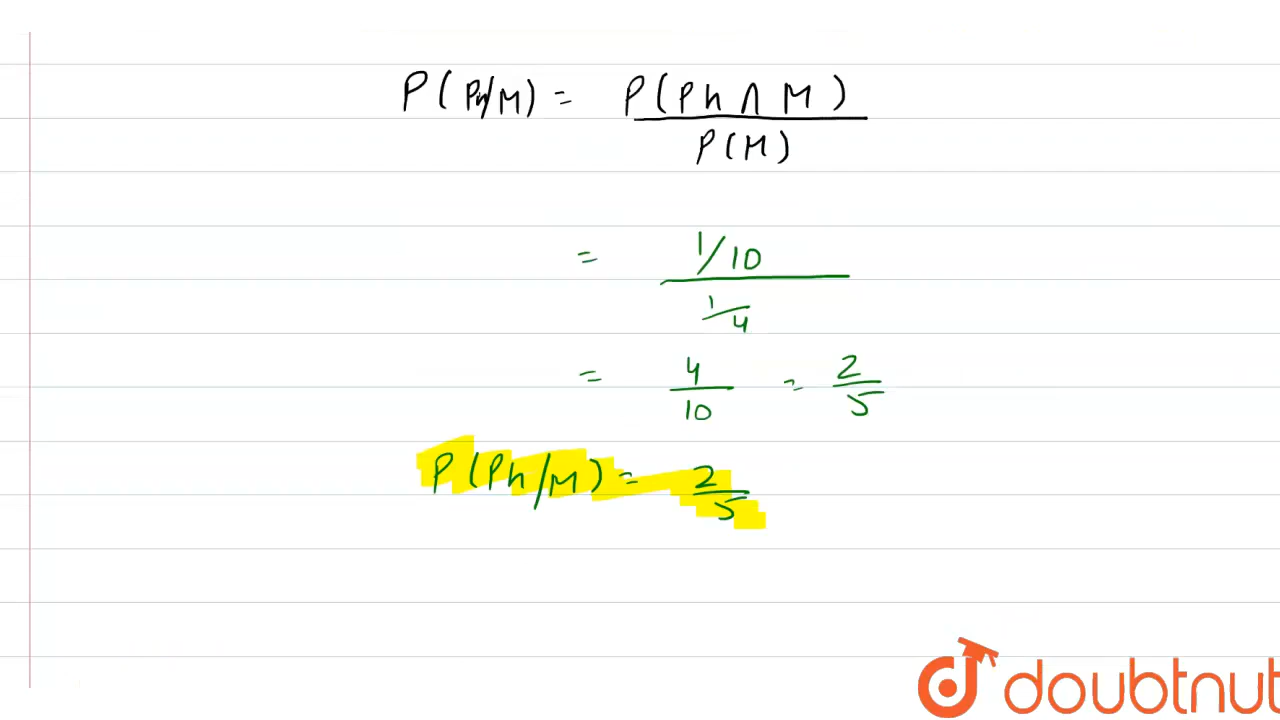 P(Ph/M) = P(Ph ∩ M) / P(M)
= 1/10 / 1/4
= 4/10 = 2/5
P(Ph/M) = 2/5
doubtnut